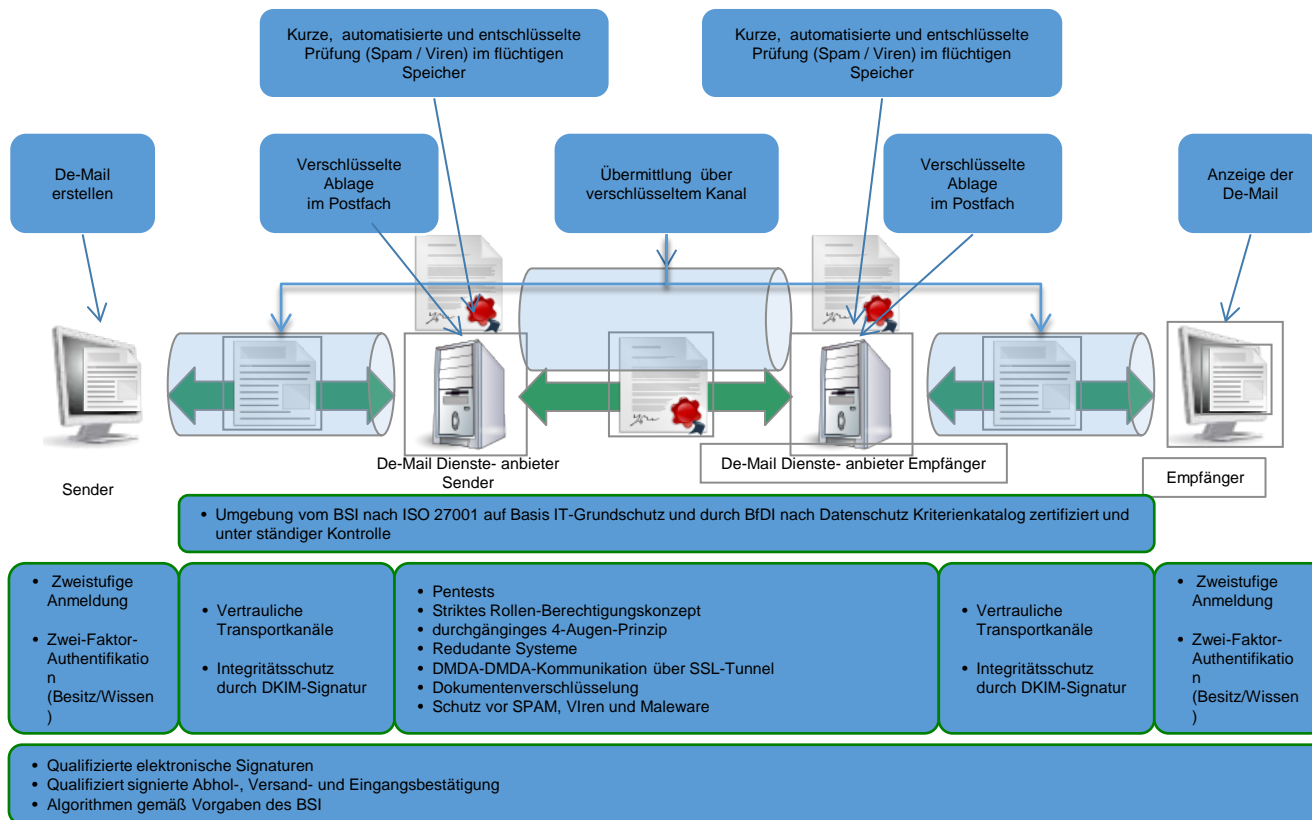 Kurze, automatisierte und entschlüsselte
Prüfung (Spam / Viren) im flüchtigen
Speicher
Kurze, automatisierte und entschlüsselte
Prüfung (Spam / Viren) im flüchtigen
Speicher
De-Mail
erstellen
Verschlüsselte
Ablage
im Postfach
Übermittlung über
verschlüsseltem Kanal
Verschlüsselte
Ablage
im Postfach
Anzeige der
De-Mail
Sender
De-Mail Dienste- anbieter
Sender
De-Mail Dienste- anbieter Empfänger
Empfänger
• Umgebung vom BSI nach ISO 27001 auf Basis IT-Grundschutz und durch BfDI nach Datenschutz Kriterienkatalog zertifiziert und
unter ständiger Kontrolle
• Zweistufige
Anmeldung
• Zwei-Faktor-
Authentifikatio
n
(Besitz/Wissen
)
• Vertrauliche
Transportkanäle
• Integritätsschutz
durch DKIM-Signatur
• Pentests
• Striktes Rollen-Berechtigungskonzept
• durchgänginges 4-Augen-Prinzip
• Redudante Systeme
• DMDA-DMDA-Kommunikation über SSL-Tunnel
• Dokumentenverschlüsselung
• Schutz vor SPAM, VIren und Maleware
• Vertrauliche
Transportkanäle
• Integritätsschutz
durch DKIM-Signatur
• Zweistufige
Anmeldung
• Zwei-Faktor-
Authentifikatio
n
(Besitz/Wissen
)
• Qualifizierte elektronische Signaturen
• Qualifiziert signierte Abhol-, Versand- und Eingangsbestätigung
• Algorithmen gemäß Vorgaben des BSI